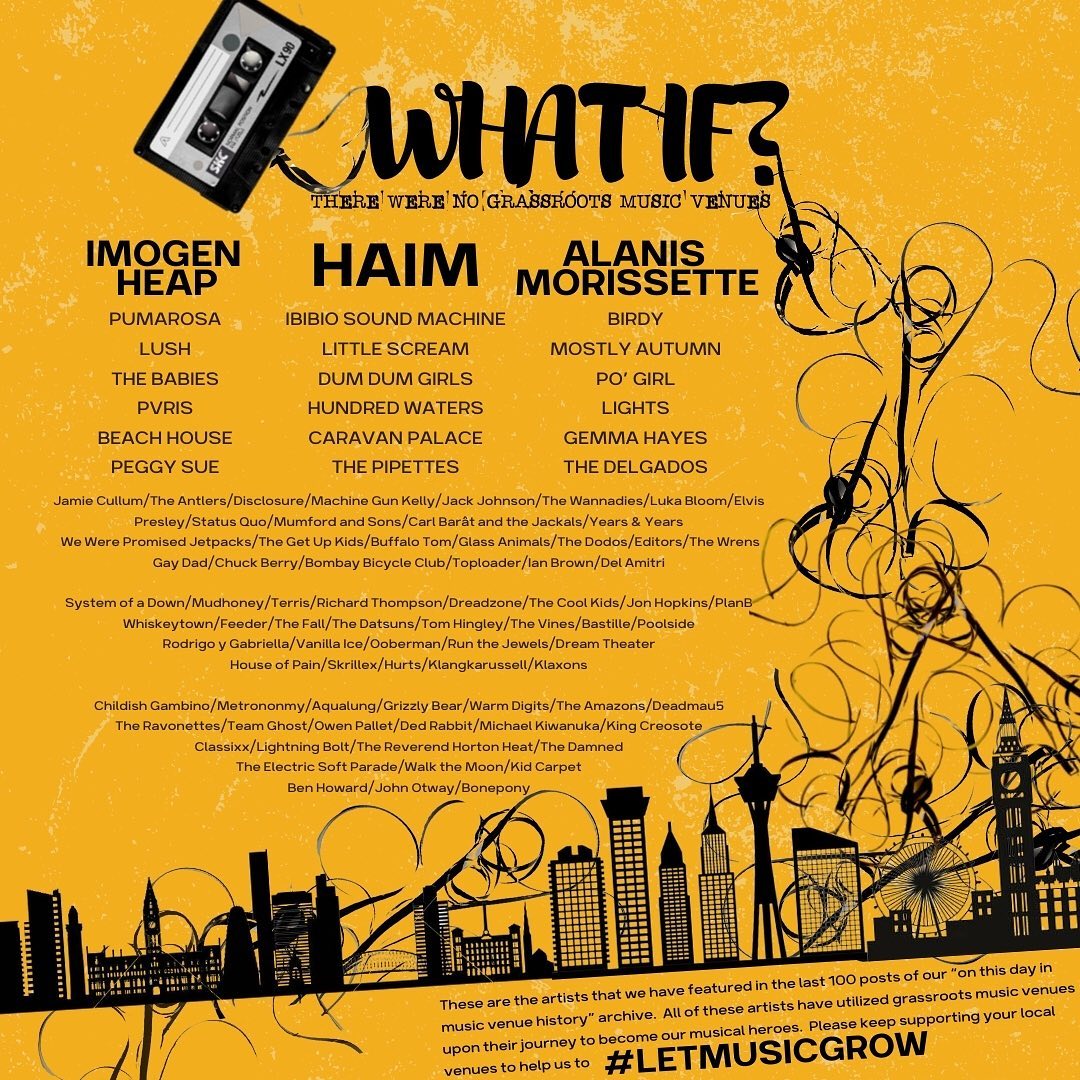 LX90
A
NORMAL POSITION
SKC
WHAT IF?
THERE WERE NO GRASSROOTS MUSIC VENUES
IMOGEN
HEAP
PUMAROSA
LUSH
THE BABIES
PVRIS
BEACH HOUSE
PEGGY SUE
HAIM
IBIBIO SOUND MACHINE
LITTLE SCREAM
DUM DUM GIRLS
HUNDRED WATERS
CARAVAN PALACE
THE PIPETTES
ALANIS
MORISSETTE
BIRDY
MOSTLY AUTUMN
PO' GIRL
LIGHTS
GEMMA HAYES
THE DELGADOS
Jamie Cullum/The Antlers/Disclosure/Machine Gun Kelly/Jack Johnson/The Wannadies/Luka Bloom/Elvis
Presley/Status Quo/Mumford and Sons/Carl Barât and the Jackals/Years & Years
We Were Promised Jetpacks/The Get Up Kids/Buffalo Tom/Glass Animals/The Dodos/Editors/The Wrens
Gay Dad/Chuck Berry/Bombay Bicycle Club/Toploader/Ian Brown/Del Amitri
System of a Down/Mudhoney/Terris/Richard Thompson/Dreadzone/The Cool Kids/Jon Hopkins/PlanB
Whiskeytown/Feeder/The Fall/The Datsuns/Tom Hingley/The Vines/Bastille/Poolside
Rodrigo y Gabriella/Vanilla Ice/Ooberman/Run the Jewels/Dream Theater
House of Pain/Skrillex/Hurts/Klangkarussell/Klaxons
Childish Gambino/Metrononmy/Aqualung/Grizzly Bear/Warm Digits/The Amazons/Deadmau5
The Ravonettes/Team Ghost/Owen Pallet/Ded Rabbit/Michael Kiwanuka/King Creosote
Classixx/Lightning Bolt/The Reverend Horton Heat/The Damned
The Electric Soft Parade/Walk the Moon/Kid Carpet
Ben Howard/John Otway/Bonepony
These are the artists that we have featured in the last 100 posts of our "on this day in
music venue history" archive. All of these artists have utilized grassroots music venues
upon their journey to become our musical heroes. Please keep supporting your local
venues to help us to #LETMUSICGROW